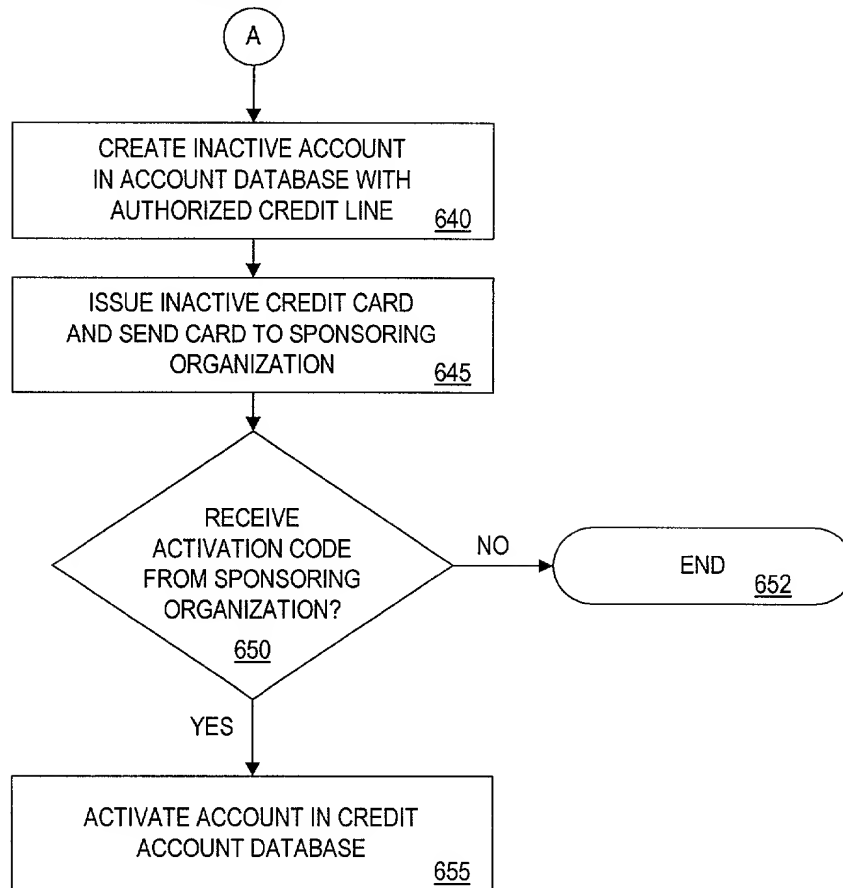 A
CREATE INACTIVE ACCOUNT
IN ACCOUNT DATABASE WITH
AUTHORIZED CREDIT LINE
640
ISSUE INACTIVE CREDIT CARD
AND SEND CARD TO SPONSORING
ORGANIZATION
645
RECEIVE
ACTIVATION CODE
FROM SPONSORING
ORGANIZATION?
650
NO
END
652
YES
ACTIVATE ACCOUNT IN CREDIT
ACCOUNT DATABASE
655